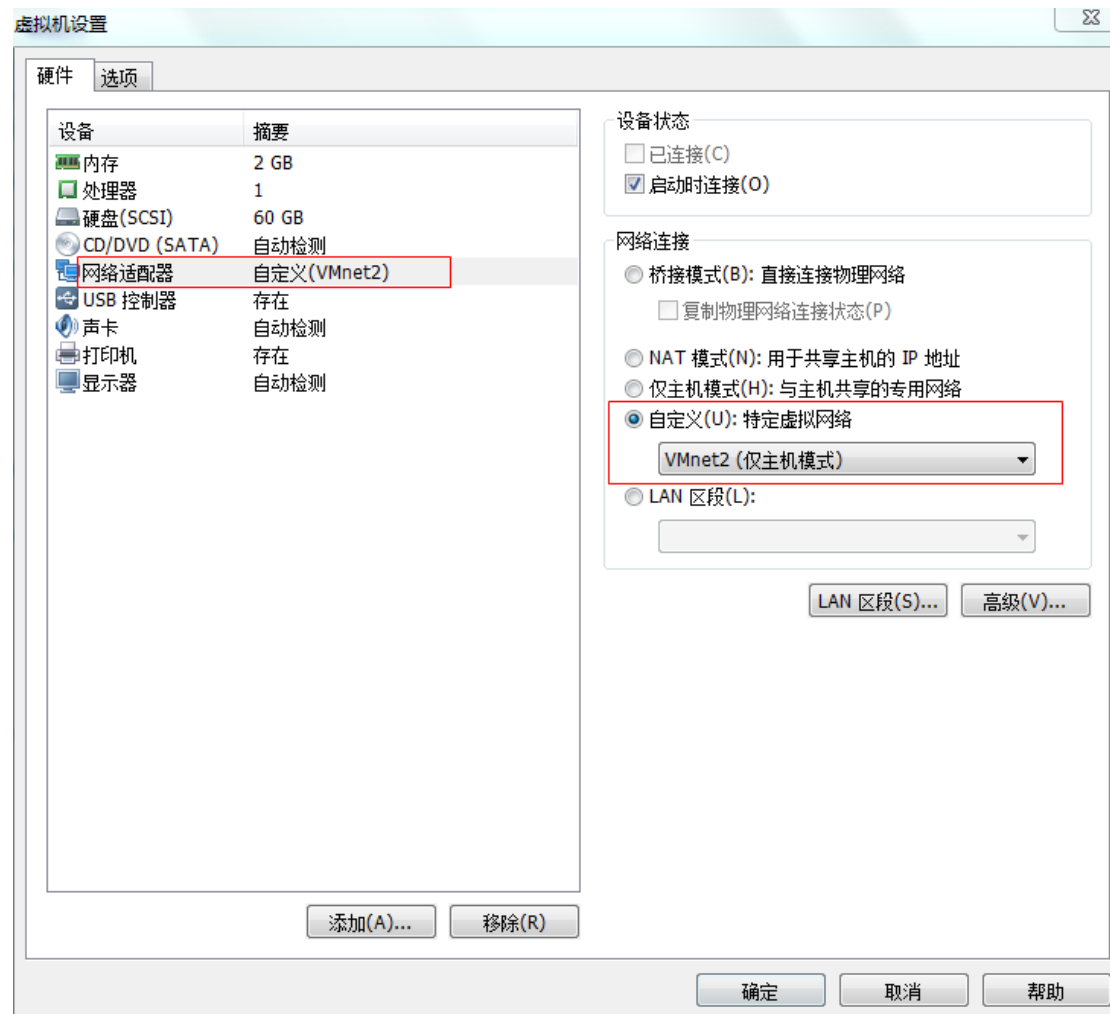 虚拟机设置
硬件 选项
设备 摘要
内存 2 GB
处理器 1
硬盘(SCSI) 60 GB
CD/DVD (SATA) 自动检测
网络适配器 自定义(VMnet2)
USB 控制器 存在
声卡 自动检测
打印机 存在
显示器 自动检测
添加(A)... 移除(R)
设备状态
已连接(C)
启动时连接(O)
网络连接
桥接模式(B): 直接连接物理网络
复制物理网络连接状态(P)
NAT 模式(N): 用于共享主机的 IP 地址
仅主机模式(H): 与主机共享的专用网络
自定义(U): 特定虚拟网络
VMnet2 (仅主机模式)
LAN 区段(L):
LAN 区段(S)... 高级(V)...
确定 取消 帮助